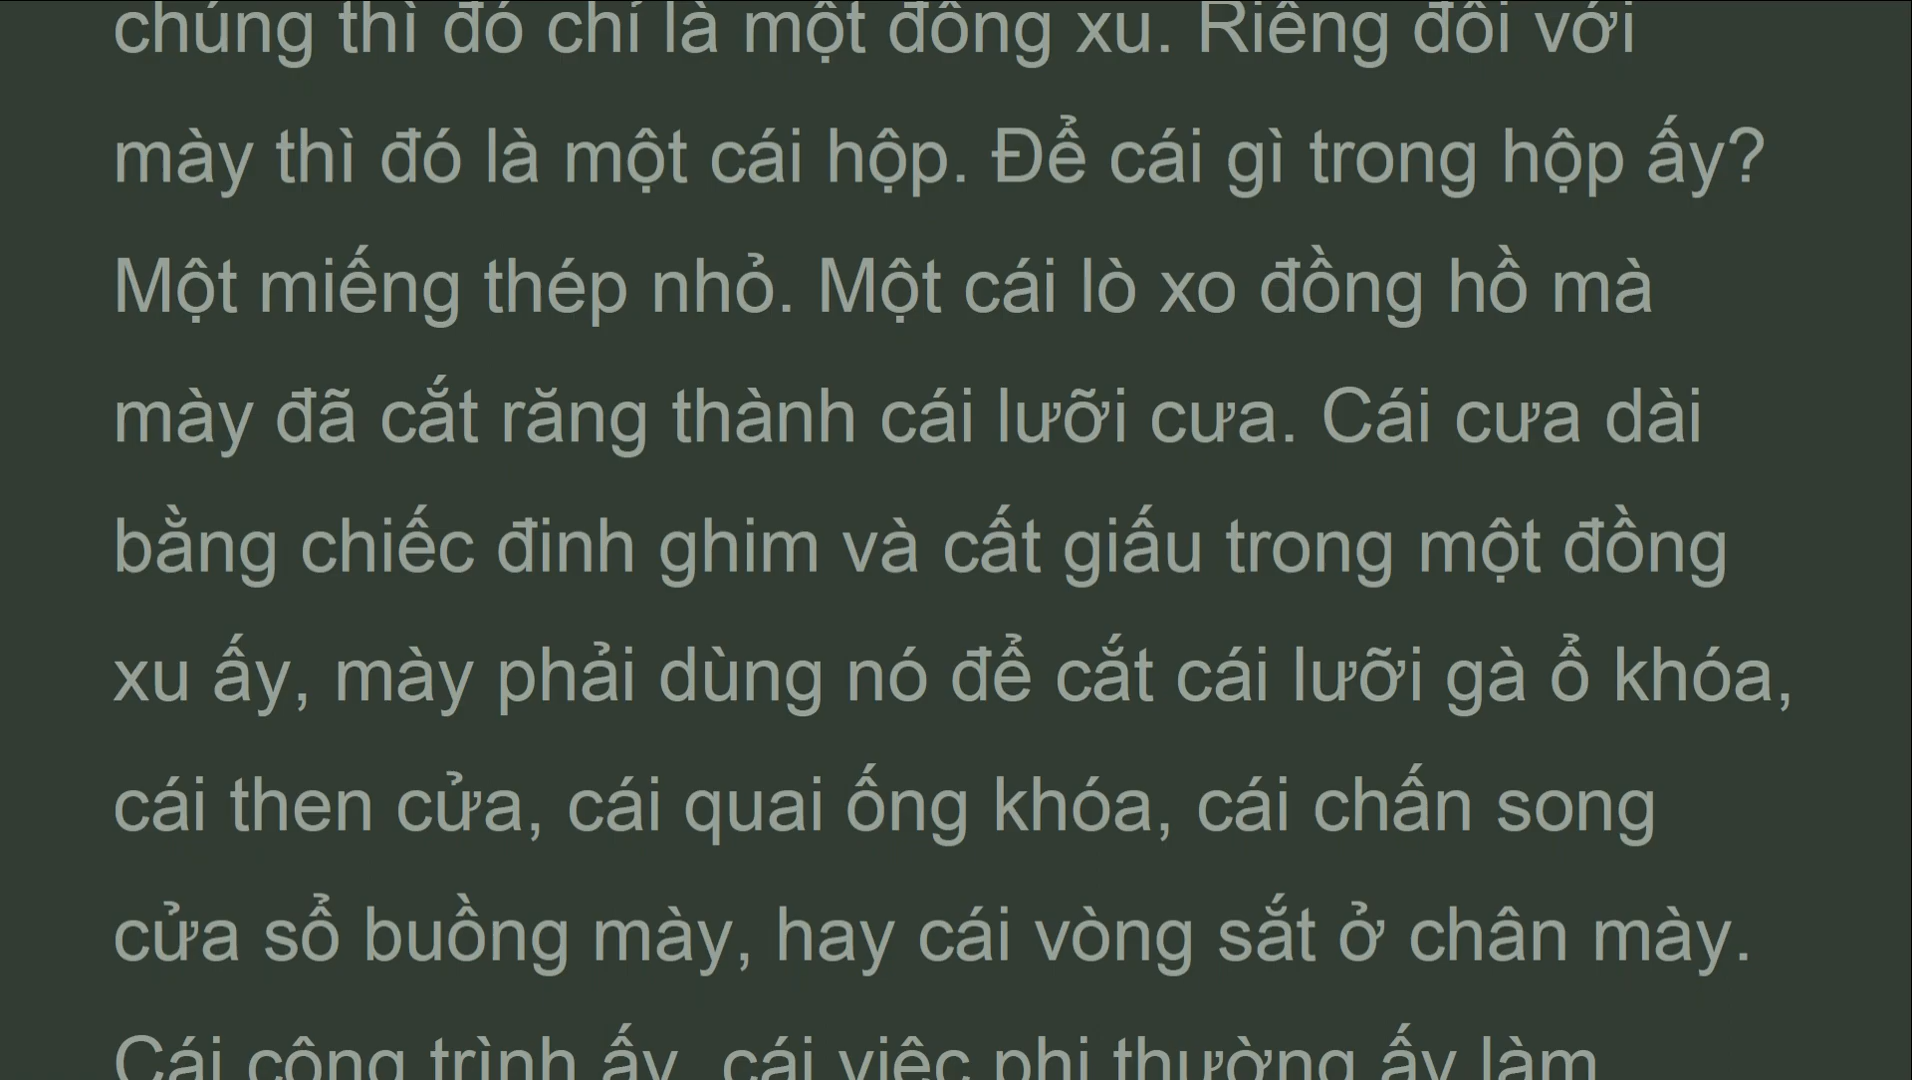 chúng thì đó chỉ là một đồng xu. Riêng đối với
mày thì đó là một cái hộp. Để cái gì trong hộp ấy?
Một miếng thép nhỏ. Một cái lò xo đồng hồ mà
mày đã cắt răng thành cái lưỡi cưa. Cái cưa dài
bằng chiếc đinh ghim và cất giấu trong một đồng
xu ấy, mày phải dùng nó để cắt cái lưỡi gà ổ khóa,
cái then cửa, cái quai ống khóa, cái chấn song
cửa sổ buồng mày, hay cái vòng sắt ở chân mày.
Cái công trình ấy, cái việc phi thường ấy làm